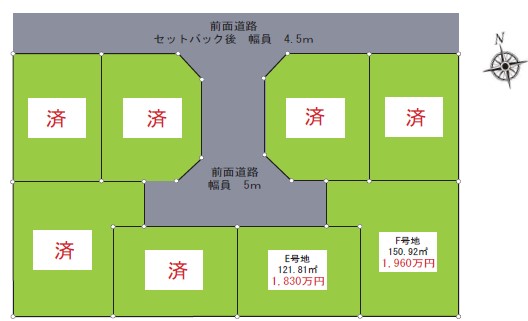 前面道路
セットバック後 幅員 4.5m
N
済
済
済
済
前面道路
幅員 5m
済
済
E号地
121.81㎡
1,830万円
F号地
150.92㎡
1,960万円